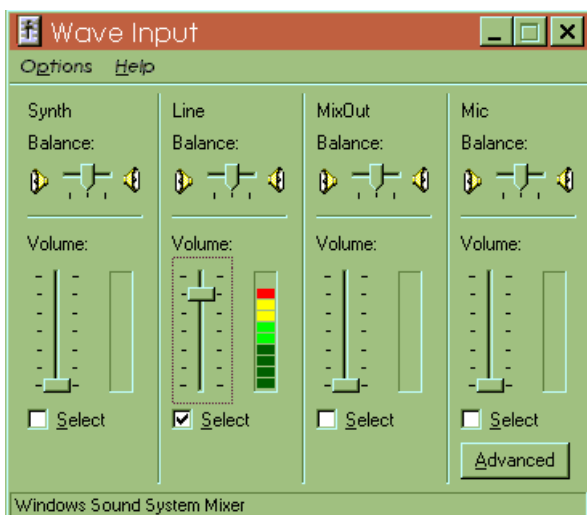 Wave Input
Options Help
Synth Line MixOut Mic
Balance: Balance: Balance: Balance:
Volume: Volume: Volume: Volume:
Select Select Select Select
Advanced
Windows Sound System Mixer